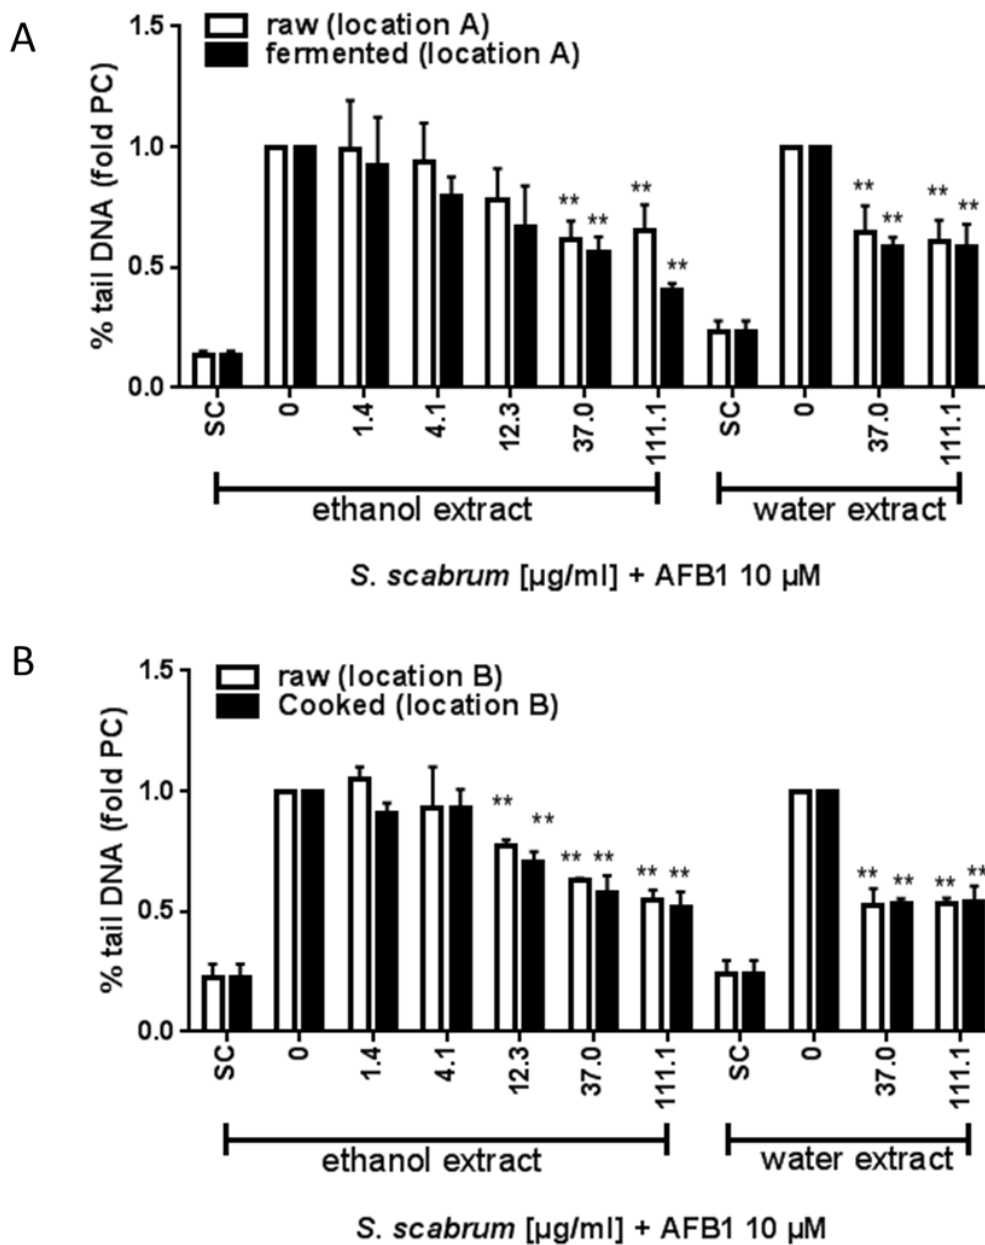 A
raw (location A)
fermented (location A)
% tail DNA (fold PC)
1.5
1.0
0.5
0.0
** ** ** ** ** ** ** **
SC 0 1.4 4.1 12.3 37.0 111.1 SC 0 37.0 111.1
ethanol extract water extract
S. scabrum [µg/ml] + AFB1 10 µM
B
raw (location B)
Cooked (location B)
% tail DNA (fold PC)
1.5
1.0
0.5
0.0
** ** ** ** ** ** ** ** ** **
SC 0 1.4 4.1 12.3 37.0 111.1 SC 0 37.0 111.1
ethanol extract water extract
S. scabrum [µg/ml] + AFB1 10 µM